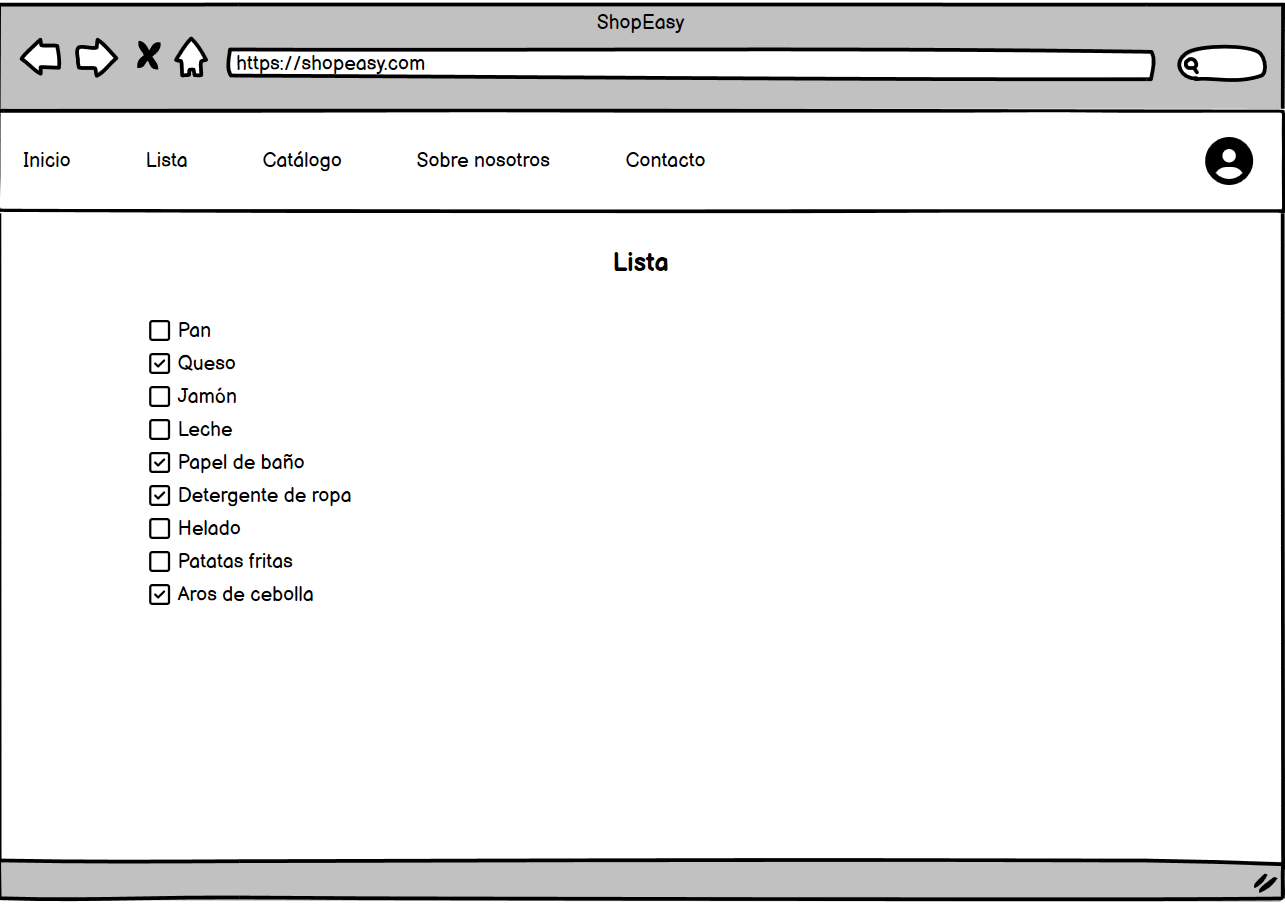 ShopEasy
https://shopeasy.com
Inicio Lista Catálogo Sobre nosotros Contacto
Lista
Pan
Queso
Jamón
Leche
Papel de baño
Detergente de ropa
Helado
Patatas fritas
Aros de cebolla